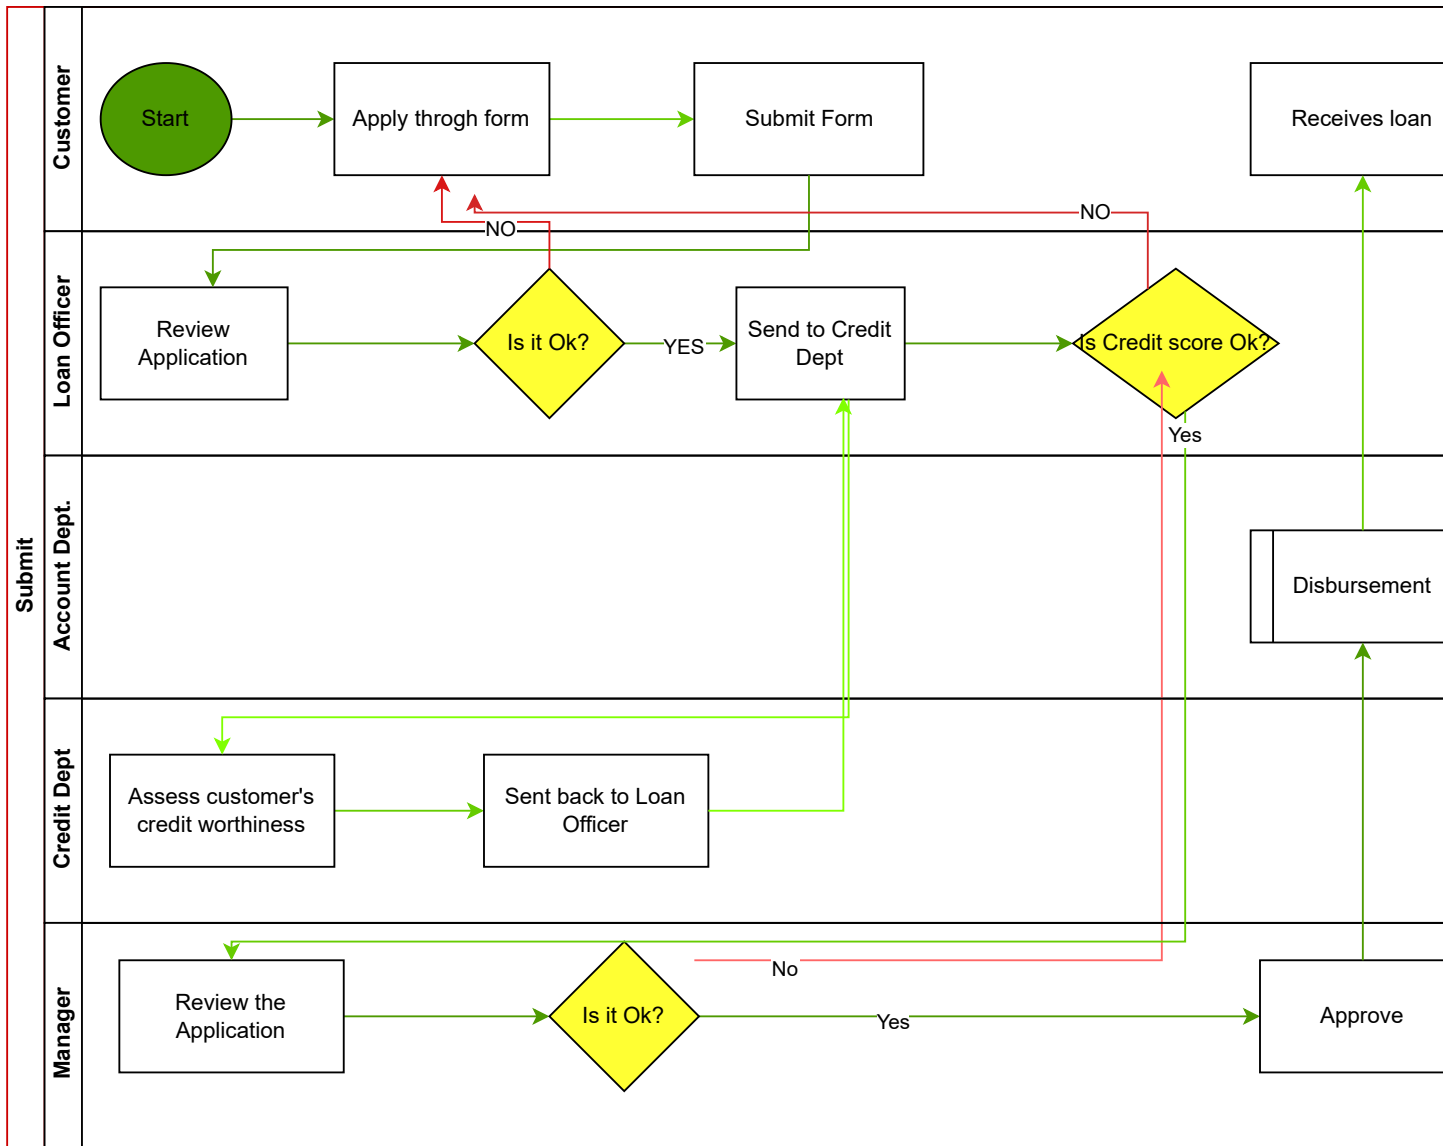 Submit
Customer
Start
Apply throgh form
Submit Form
Receives loan
NO
NO
Loan Officer
Review
Application
Is it Ok?
YES
Send to Credit
Dept
Is Credit score Ok?
Yes
Account Dept.
Disbursement
Credit Dept
Assess customer's
credit worthiness
Sent back to Loan
Officer
Manager
Review the
Application
Is it Ok?
No
Yes
Approve